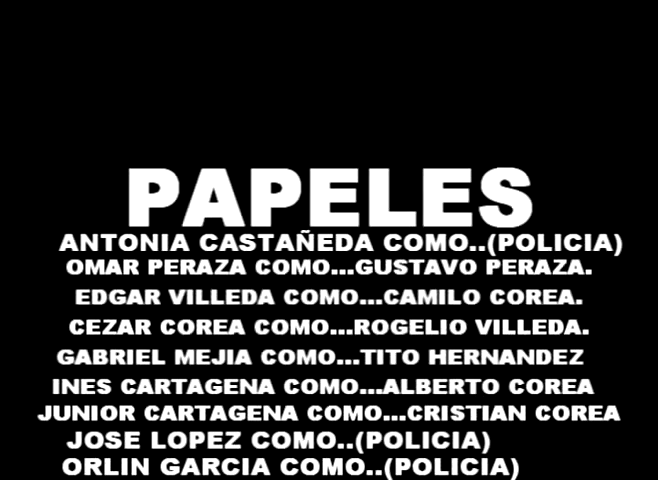 PAPELES
ANTONIA CASTAÑEDA COMO..(POLICIA)
OMAR PERAZA COMO...GUSTAVO PERAZA.
EDGAR VILLEDA COMO...CAMILO COREA.
CEZAR COREA COMO...ROGELIO VILLEDA.
GABRIEL MEJIA COMO...TITO HERNANDEZ
INES CARTAGENA COMO...ALBERTO COREA
JUNIOR CARTAGENA COMO...CRISTIAN COREA
JOSE LOPEZ COMO..(POLICIA)
ORLIN GARCIA COMO..(POLICIA)